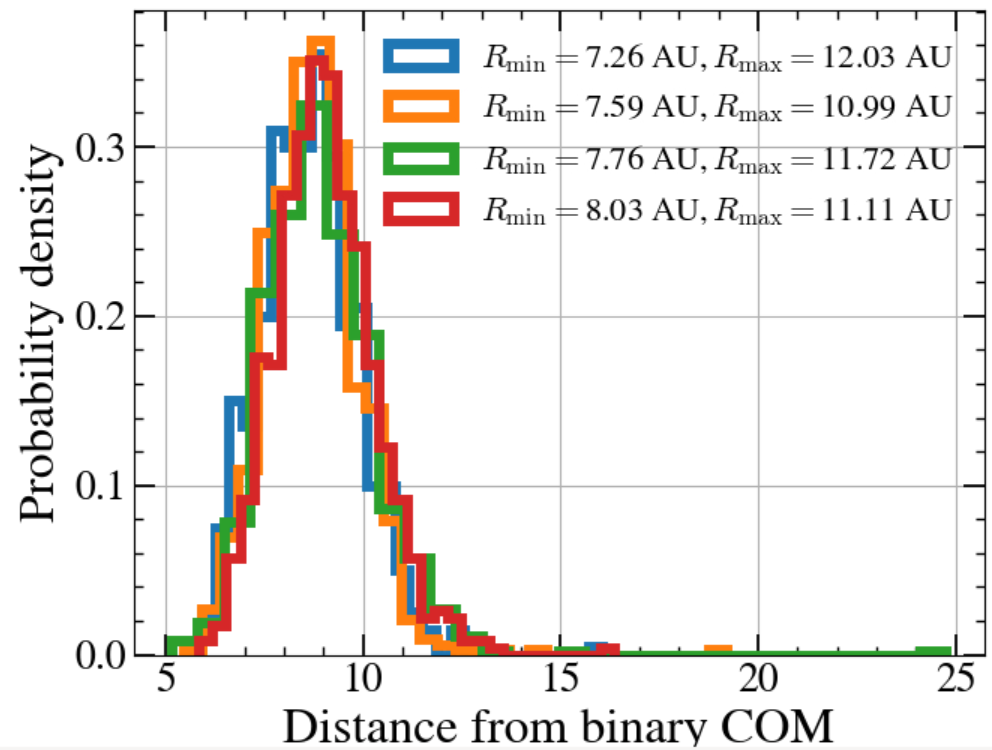 R_min = 7.26 AU, R_max = 12.03 AU
R_min = 7.59 AU, R_max = 10.99 AU
R_min = 7.76 AU, R_max = 11.72 AU
R_min = 8.03 AU, R_max = 11.11 AU
Probability density
0.3
0.2
0.1
0.0
5 10 15 20 25
Distance from binary COM